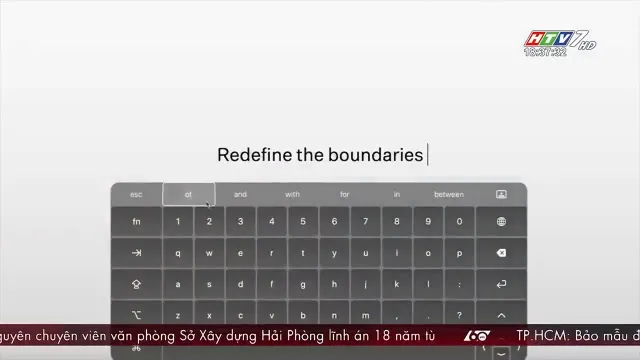 HTV7 HD
18:37:32
Redefine the boundaries
esc of and with for in between
fn 1 2 3 4 5 6 7 8 9 0
q w e r t y u i o p
a s d f g h j k l :
z x c v b n m , . ?
guyên chuyên viên văn phòng Sở Xây dựng Hải Phòng lĩnh án 18 năm tù 60 TP.HCM: Bảo mẫu đ